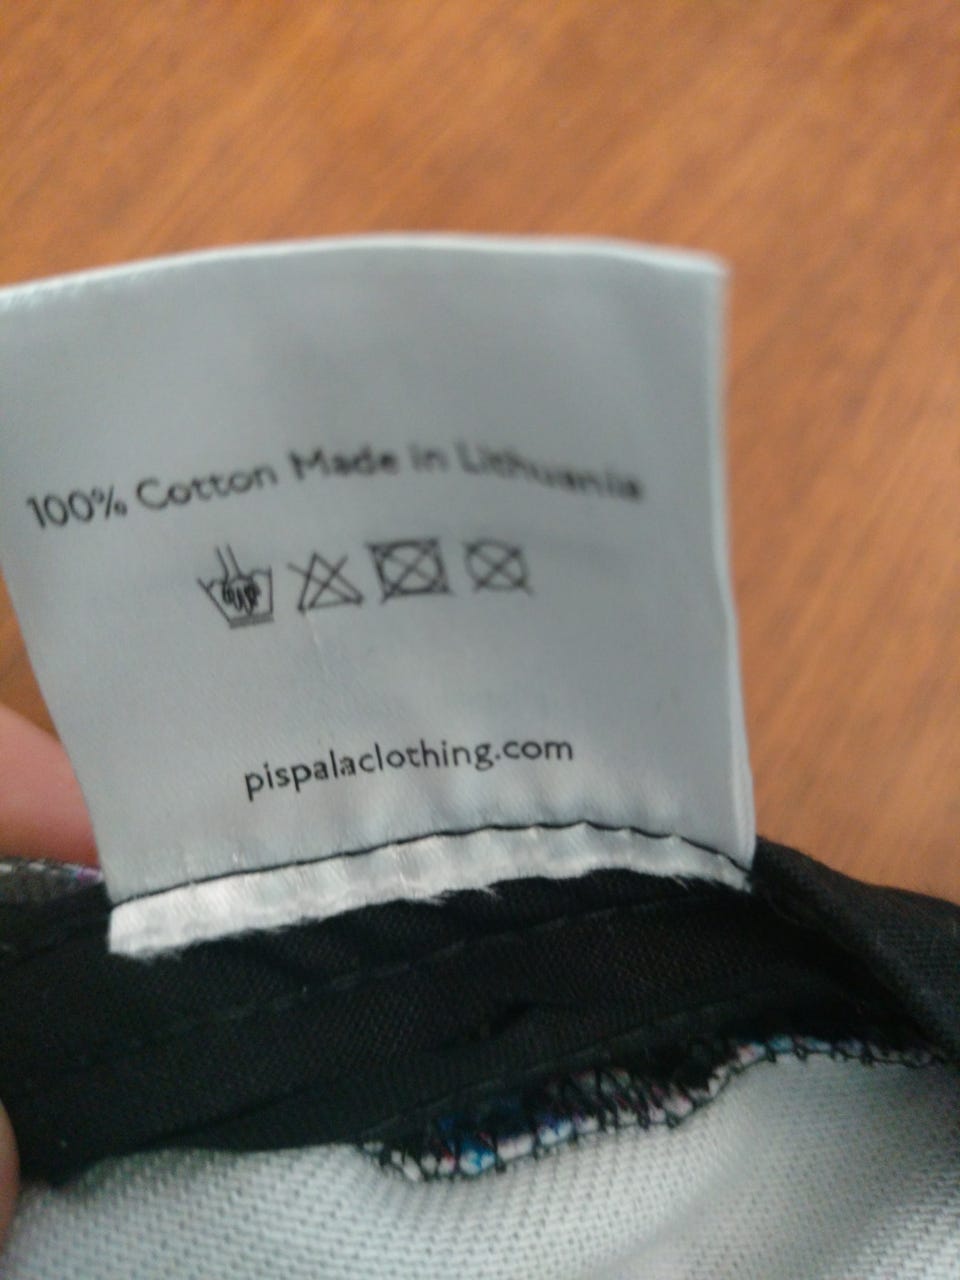 100% Cotton Made in Lithuania
pispalaclothing.com